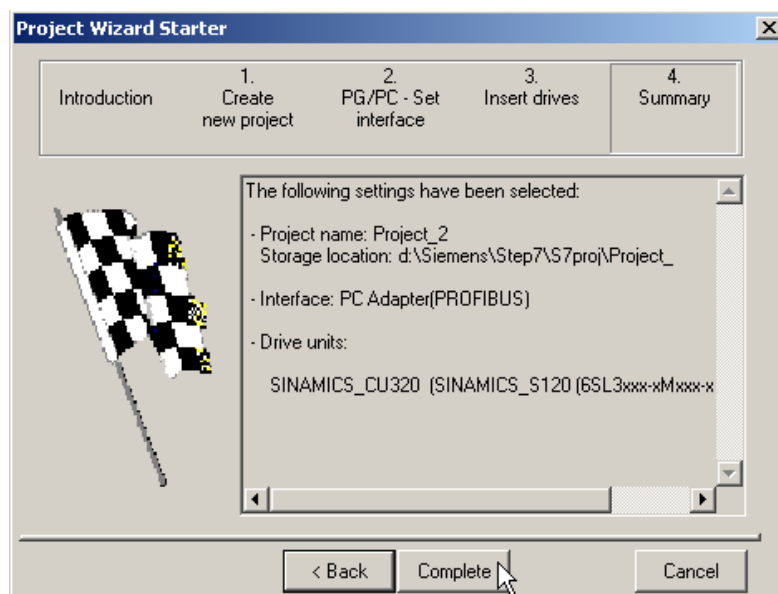 Project Wizard Starter
Introduction
1.
Create
new project
2.
PG/PC - Set
interface
3.
Insert drives
4.
Summary
The following settings have been selected:
- Project name: Project_2
Storage location: d:\Siemens\Step7\S7proj\Project_
- Interface: PC Adapter(PROFIBUS)
- Drive units:
SINAMICS_CU320 (SINAMICS_S120 (6SL3xxx-xMxxx-x
< Back
Complete
Cancel